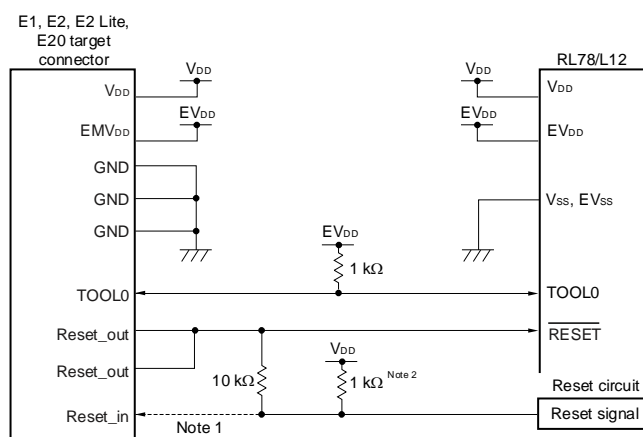 E1, E2, E2 Lite,
E20 target
connector
RL78/L12
VDD
VDD
VDD
VDD
EVDD
EVDD
EMVDD
EVDD
GND
GND
VSS, EVSS
GND
EVDD
1 kΩ
TOOL0
TOOL0
Reset_out
RESET
VDD
Reset_out
10 kΩ
1 kΩ Note 2
Reset circuit
Reset_in
Note 1
Reset signal